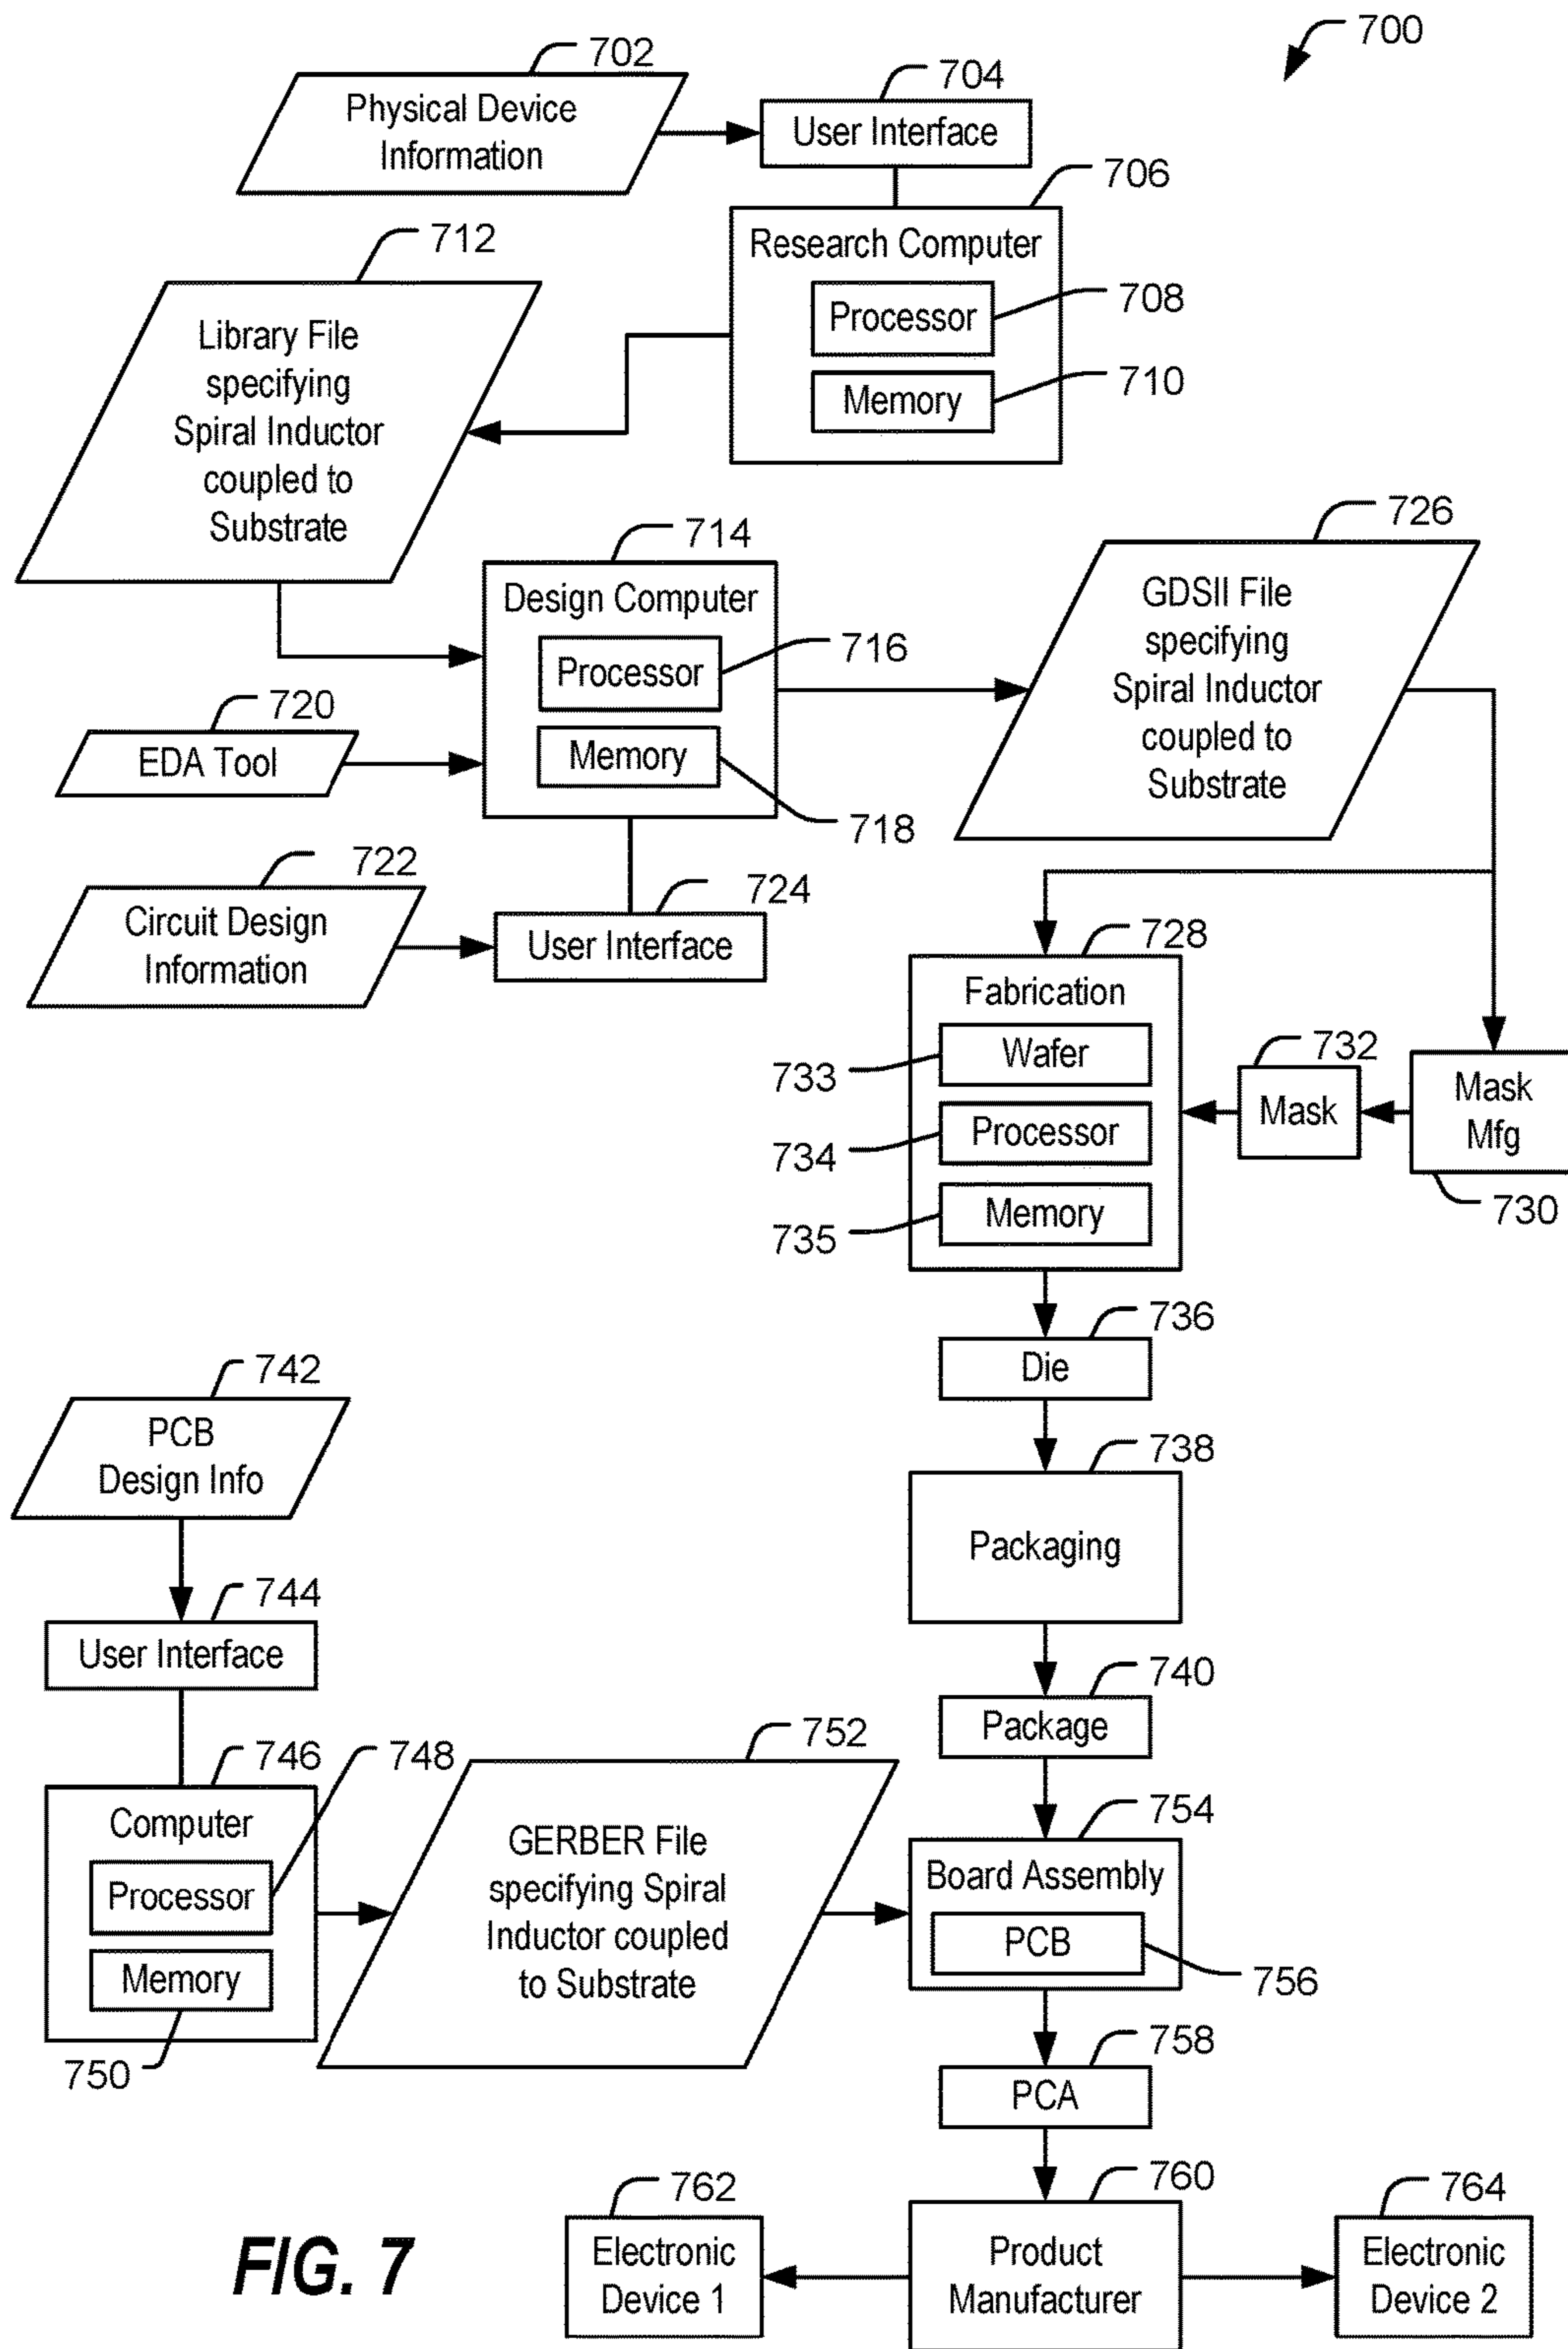 700
702
Physical Device
Information
704
User Interface
706
Research Computer
Processor
708
Memory
710
712
Library File
specifying
Spiral Inductor
coupled to
Substrate
714
Design Computer
Processor
716
Memory
718
720
EDA Tool
722
Circuit Design
Information
724
User Interface
726
GDSII File
specifying
Spiral Inductor
coupled to
Substrate
728
Fabrication
Wafer
733
Processor
734
Memory
735
732
Mask
Mask
Mfg
730
736
Die
738
Packaging
740
Package
742
PCB
Design Info
744
User Interface
746
748
Computer
Processor
Memory
750
752
GERBER File
specifying Spiral
Inductor coupled
to Substrate
754
Board Assembly
PCB
756
758
PCA
760
Product
Manufacturer
762
Electronic
Device 1
764
Electronic
Device 2
FIG. 7